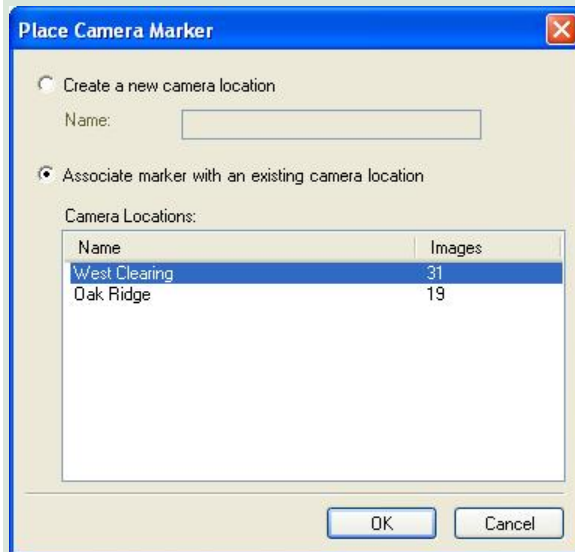 Place Camera Marker
Create a new camera location
Name:
Associate marker with an existing camera location
Camera Locations:
Name Images
West Clearing 31
Oak Ridge 19
OK Cancel